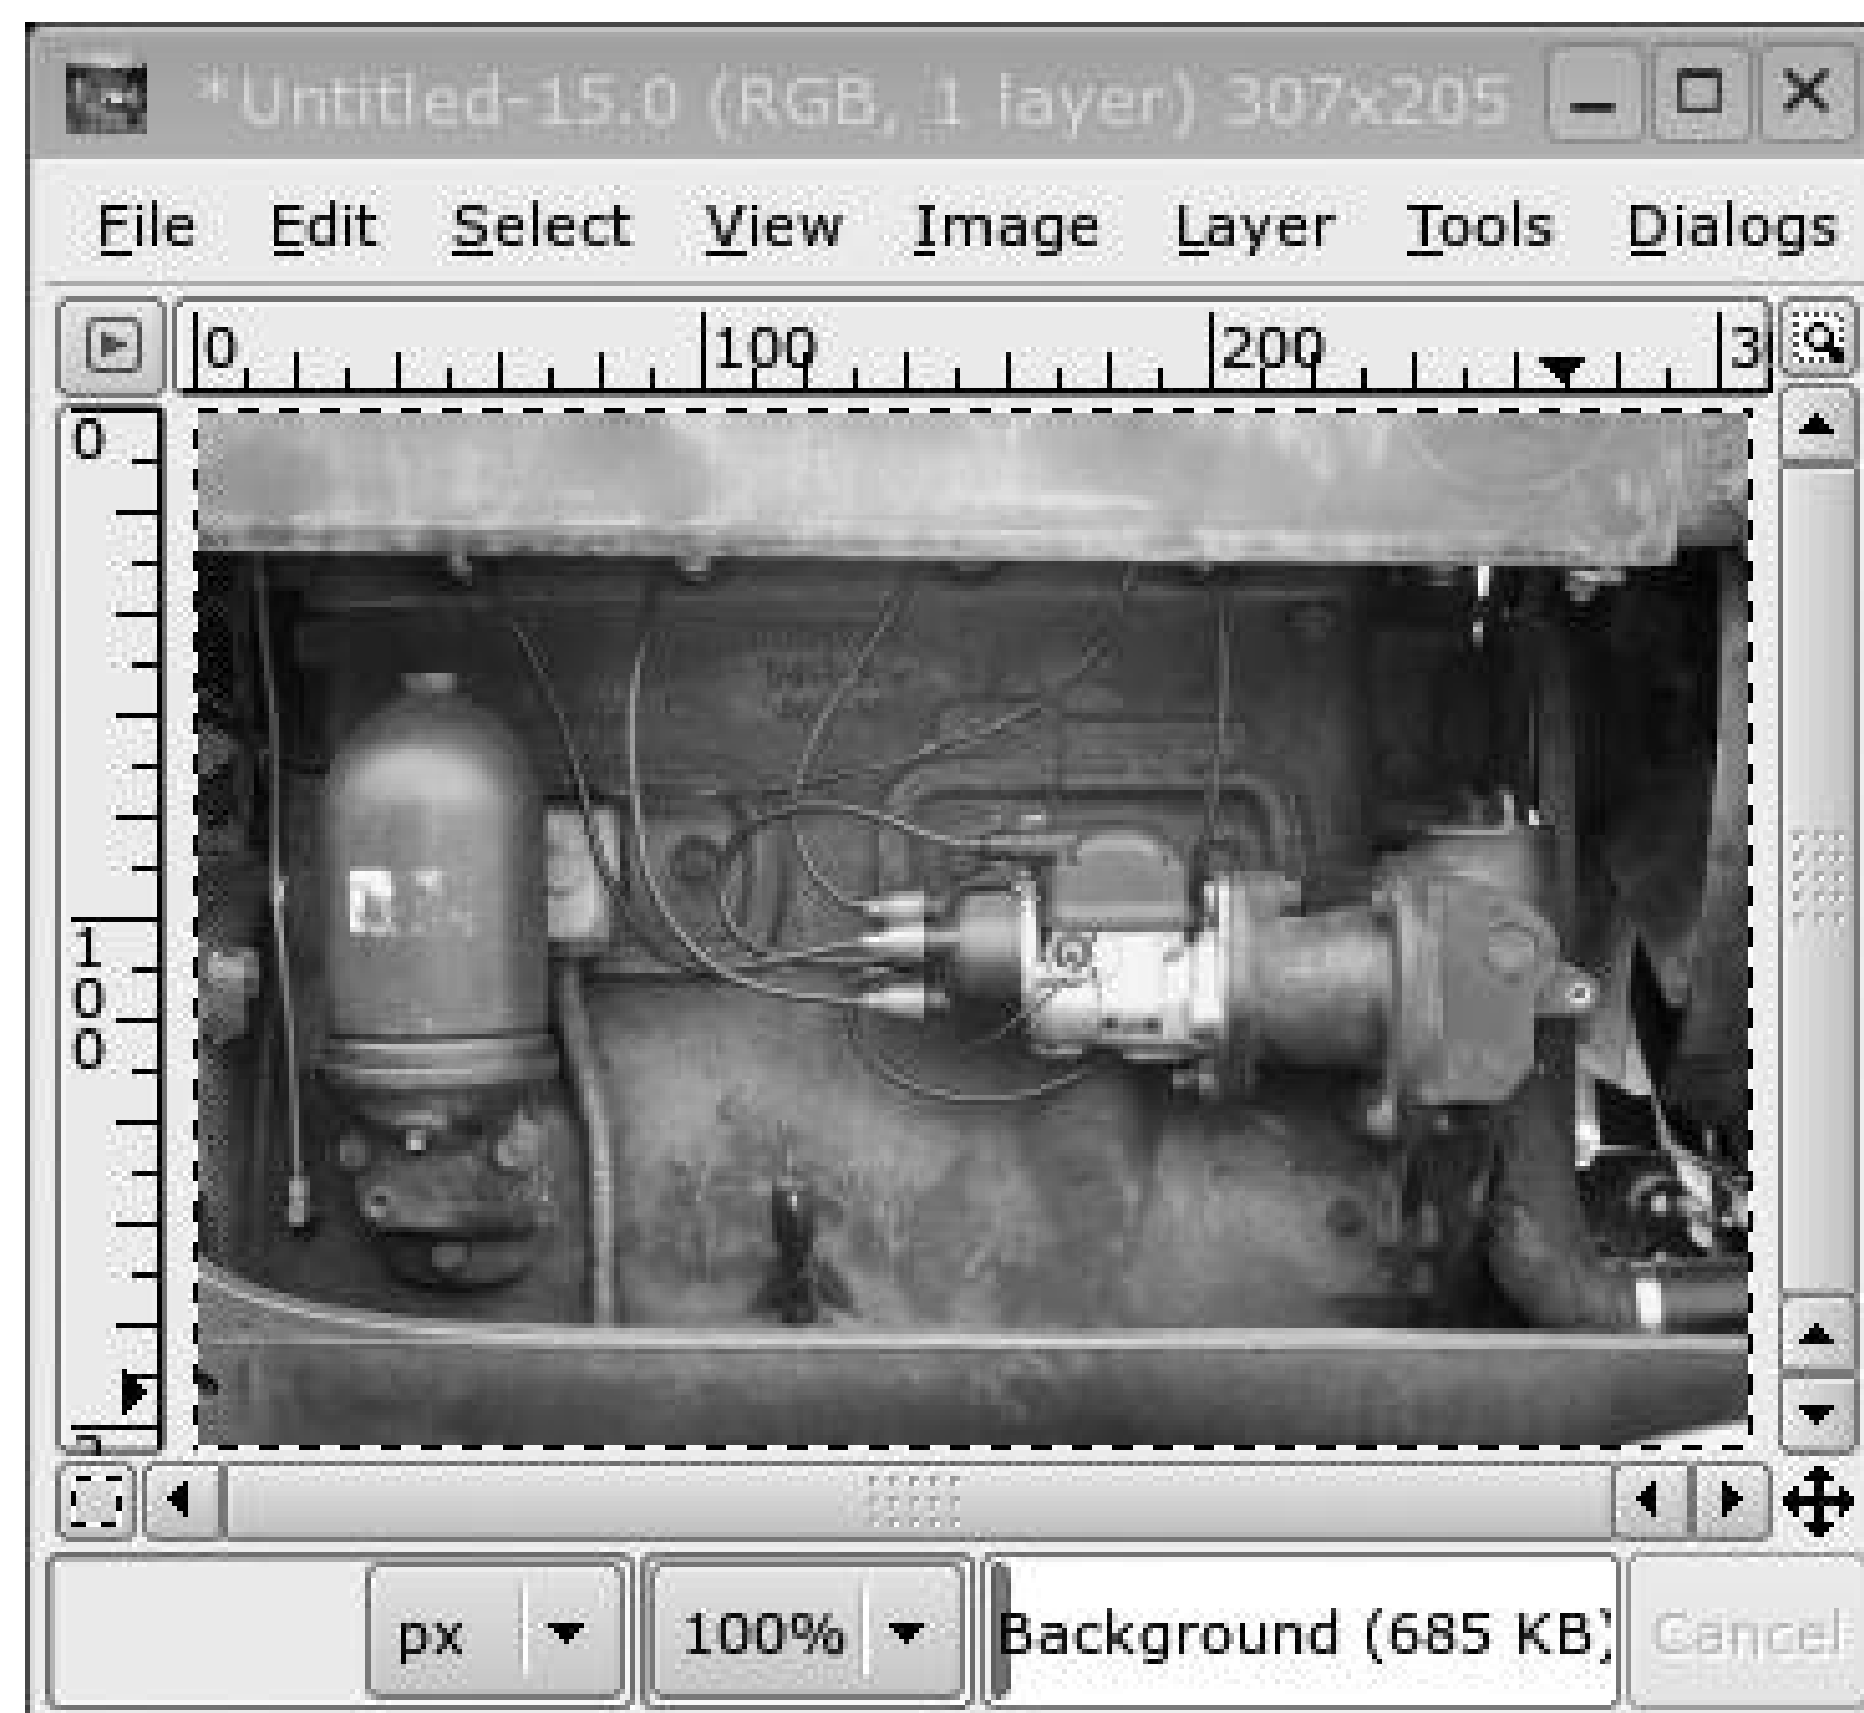 *Untitled-15.0 (RGB, 1 layer) 307x205
File Edit Select View Image Layer Tools Dialogs
0 100 200 3
0
100
px 100% Background (685 KB) Cancel